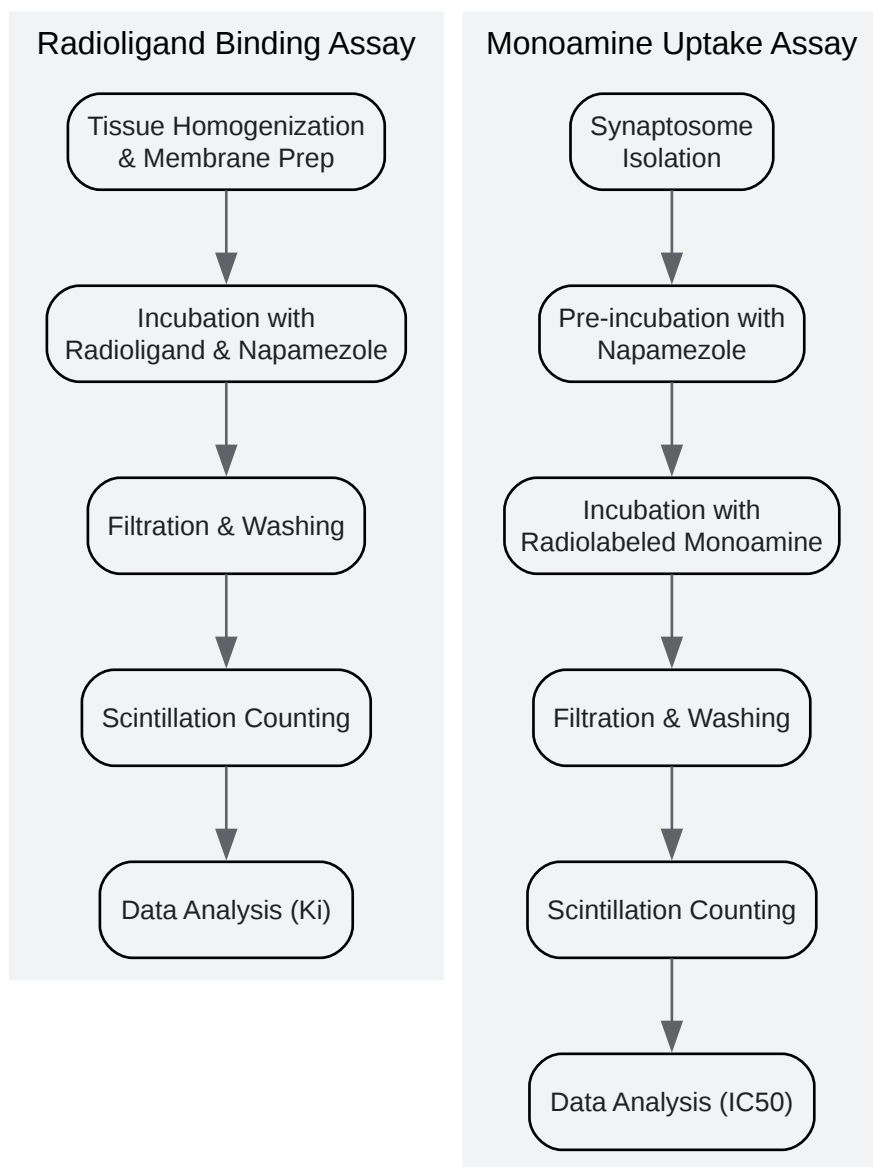 Radioligand Binding Assay
Tissue Homogenization
& Membrane Prep
Incubation with
Radioligand & Napamezole
Filtration & Washing
Scintillation Counting
Data Analysis (Ki)
Monoamine Uptake Assay
Synaptosome
Isolation
Pre-incubation with
Napamezole
Incubation with
Radiolabeled Monoamine
Filtration & Washing
Scintillation Counting
Data Analysis (IC50)